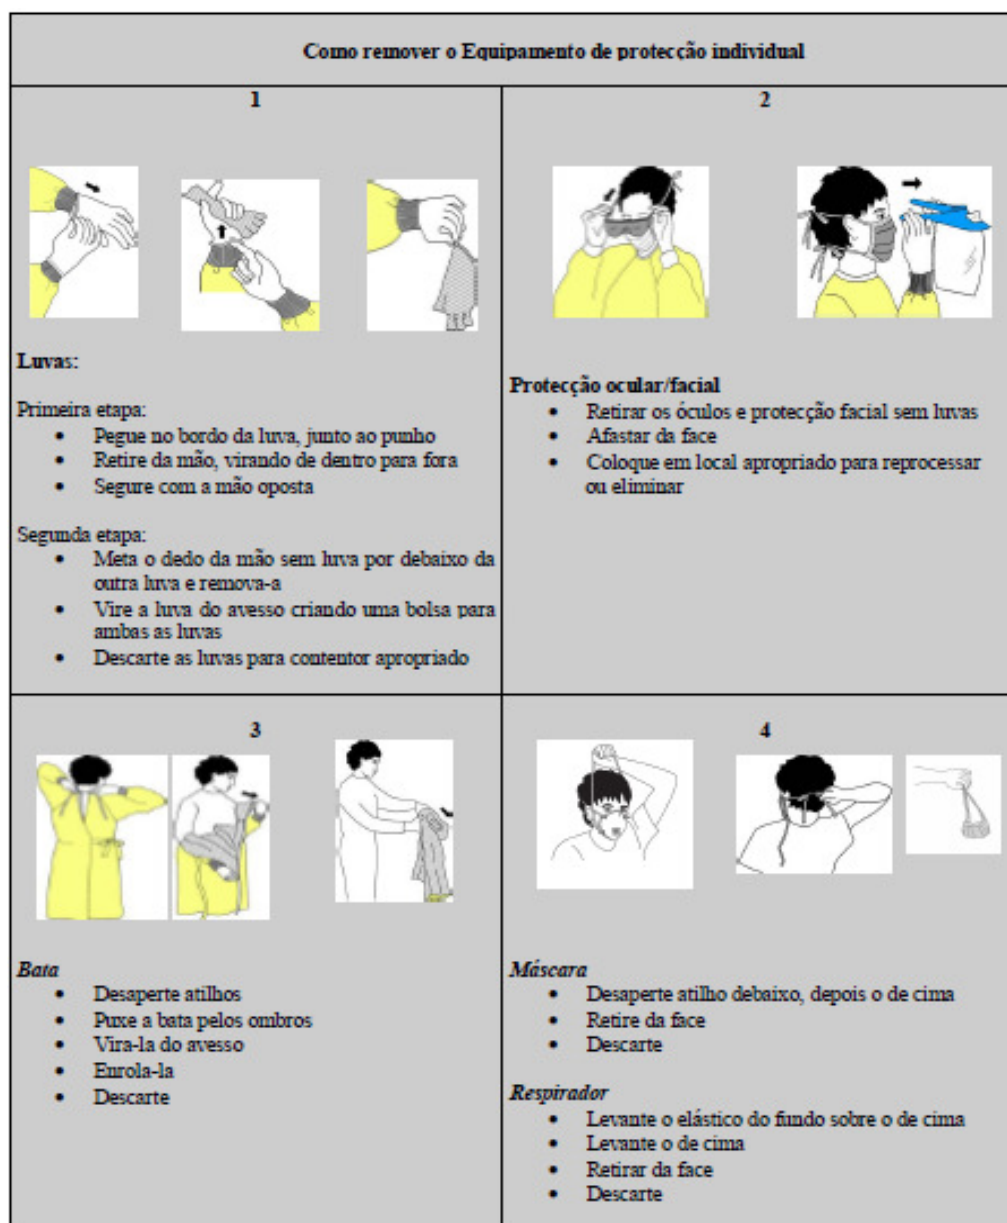 Como remover o Equipamento de protecção individual
1
Luvas:
Primeira etapa:
• Pegue no bordo da luva, junto ao punho
• Retire da mão, virando de dentro para fora
• Segure com a mão oposta
Segunda etapa:
• Meta o dedo da mão sem luva por debaixo da
outra luva e remova-a
• Vire a luva do avesso criando uma bolsa para
ambas as luvas
• Descarte as luvas para contentor apropriado
2
Protecção ocular/facial
• Retirar os óculos e protecção facial sem luvas
• Afastar da face
• Coloque em local apropriado para reprocessar
ou eliminar
3
Bata
• Desaperte atilhos
• Puxe a bata pelos ombros
• Vira-la do avesso
• Enrola-la
• Descarte
4
Máscara
• Desaperte atilho debaixo, depois o de cima
• Retire da face
• Descarte
Respirador
• Levante o elástico do fundo sobre o de cima
• Levante o de cima
• Retirar da face
• Descarte